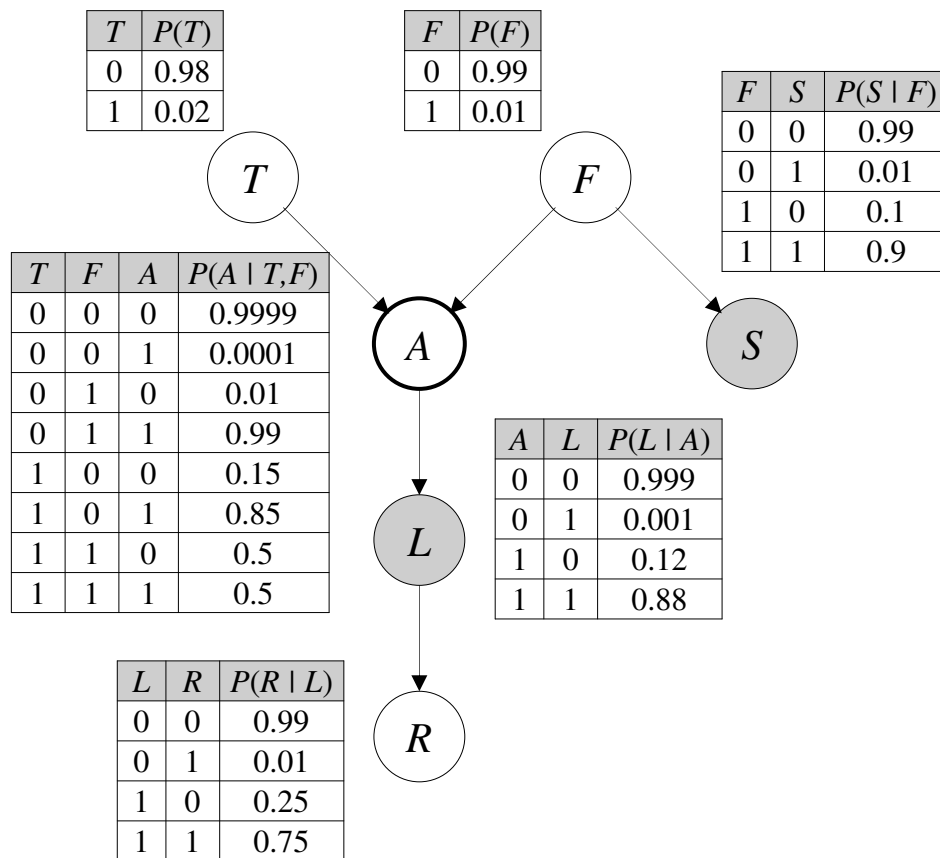 T P(T)
0 0.98
1 0.02
F P(F)
0 0.99
1 0.01
F S P(S | F)
0 0 0.99
0 1 0.01
1 0 0.1
1 1 0.9
T
F
T F A P(A | T,F)
0 0 0 0.9999
0 0 1 0.0001
0 1 0 0.01
0 1 1 0.99
1 0 0 0.15
1 0 1 0.85
1 1 0 0.5
1 1 1 0.5
A
S
A L P(L | A)
0 0 0.999
0 1 0.001
1 0 0.12
1 1 0.88
L
L R P(R | L)
0 0 0.99
0 1 0.01
1 0 0.25
1 1 0.75
R